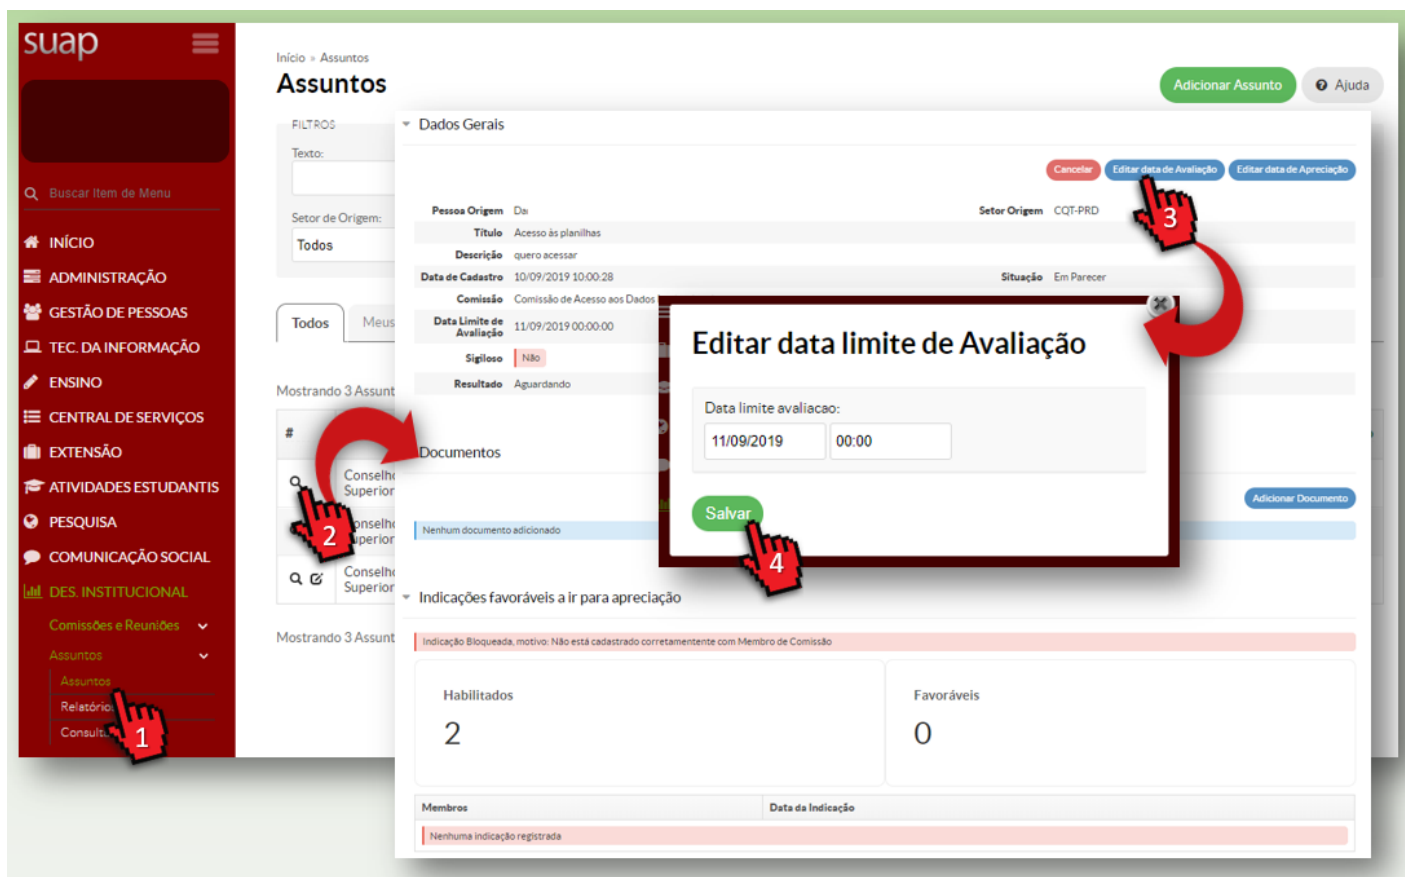 suap
Buscar Item de Menu
INÍCIO
ADMINISTRAÇÃO
GESTÃO DE PESSOAS
TEC. DA INFORMAÇÃO
ENSINO
CENTRAL DE SERVIÇOS
EXTENSÃO
ATIVIDADES ESTUDANTIS
PESQUISA
COMUNICAÇÃO SOCIAL
DES. INSTITUCIONAL
Comissões e Reuniões
Assuntos
Assuntos
1
Início » Assuntos
Assuntos
Adicionar Assunto
Ajuda
FILTROS
Texto:
Setor de Origem:
Todos
Todos
Meus
Mostrando 3 Assunt
#
Conselho
Superior
2
Conselho
Superior
Mostrando 3 Assunt
Dados Gerais
Cancelar Editar data de Avaliação Editar data de Apreciação
3
Pessoa Origem Da Setor Origem CQT-PRD
Título Acesso às planilhas
Descrição quero acessar
Data de Cadastro 10/09/2019 10:00:28 Situação Em Parecer
Comissão Comissão de Acesso aos Dados
Data Limite de
Avaliação 11/09/2019 00:00:00
Sigiloso Não
Resultado Aguardando
Documentos
Adicionar Documento
Nenhum documento adicionado
Editar data limite de Avaliação
Data limite avaliacao:
11/09/2019 00:00
Salvar
4
Indicações favoráveis a ir para apreciação
Indicação Bloqueada, motivo: Não está cadastrado corretamentente com Membro de Comissão
Habilitados Favoráveis
2 0
Membros Data da Indicação
Nenhuma indicação registrada